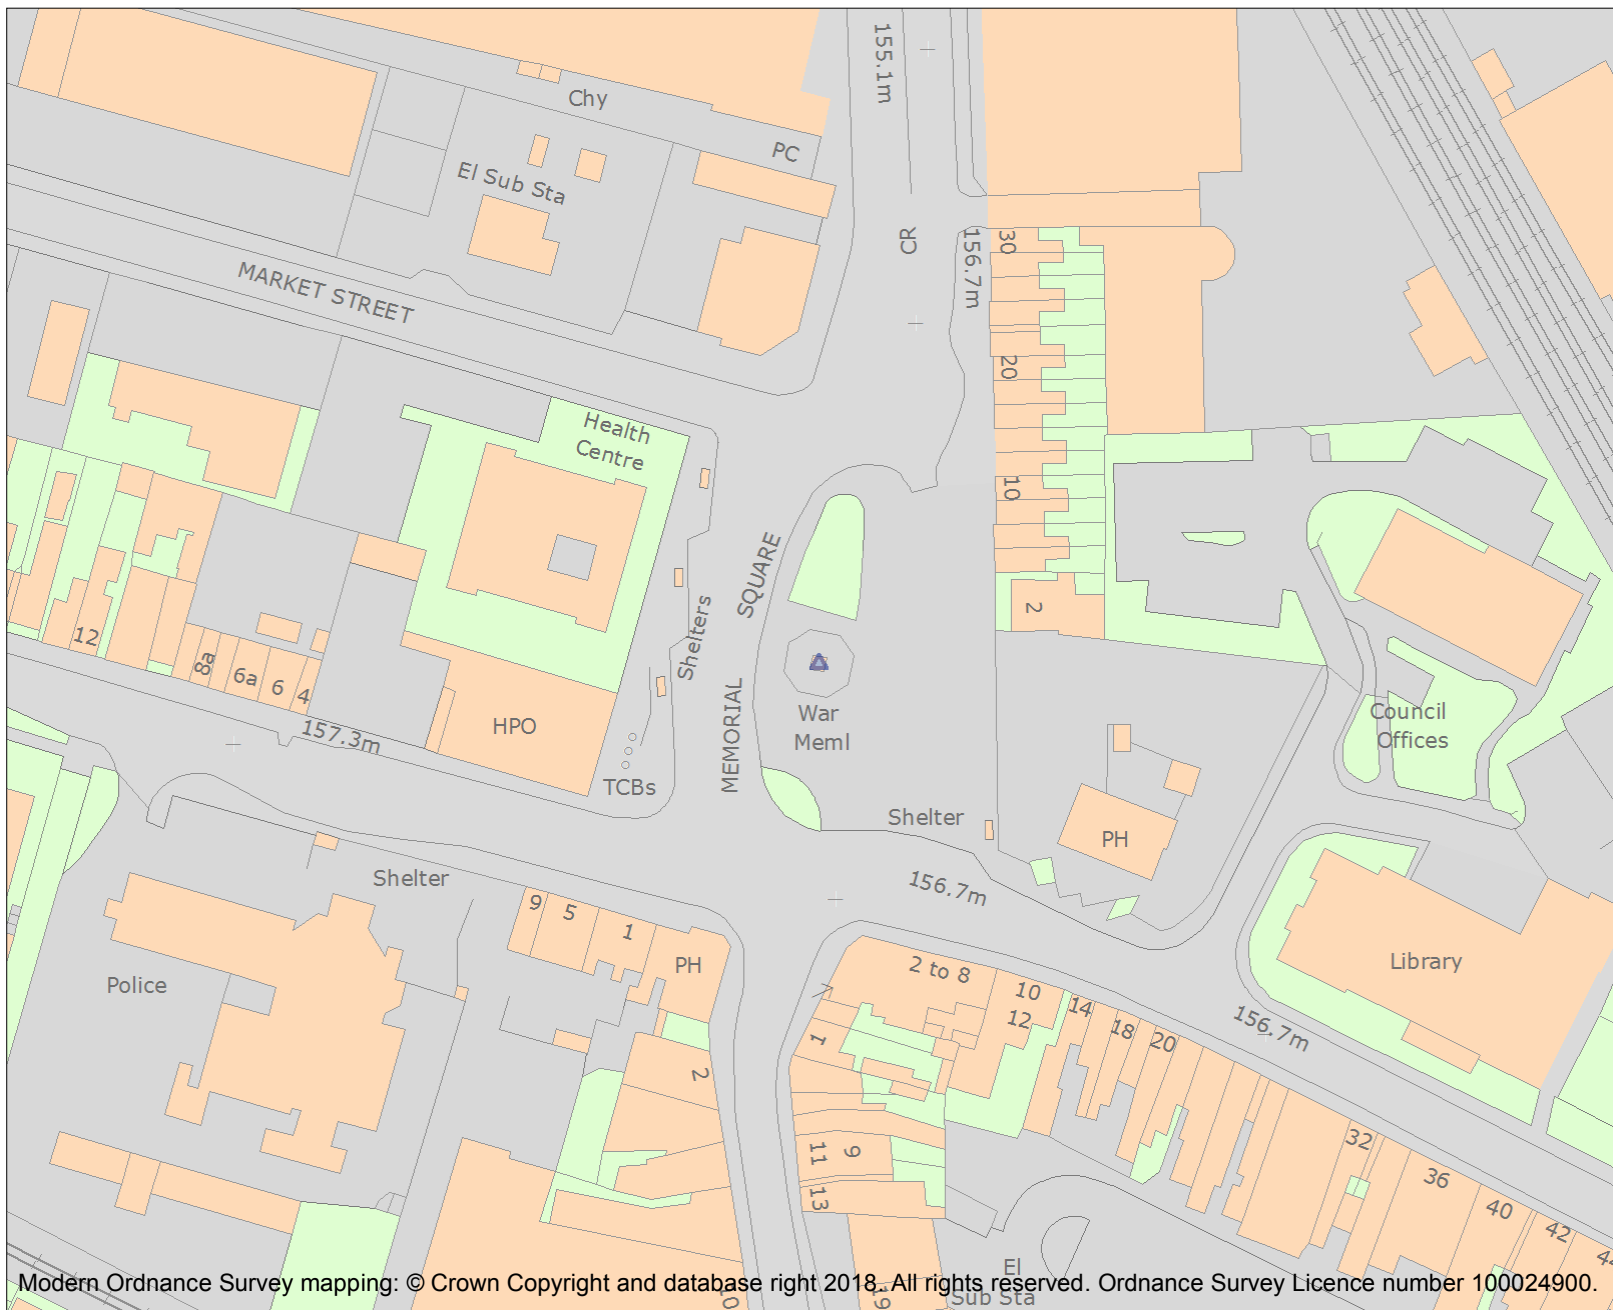 155.1m
Chy
PC
El Sub Sta
CR
156.7m
30
MARKET STREET
20
Health
Centre
10
SQUARE
2
Shelters
12
8a
6a
6
4
MEMORIAL
War
Meml
Council
Offices
HPO
157.3m
TCBs
Shelter
PH
Shelter
156.7m
9
5
1
PH
2 to 8
Library
Police
7
10
12
14
18
20
156.7m
1
2
11
9
13
32
36
40
42
44
El
Sub Sta
10
19
Modern Ordnance Survey mapping: © Crown Copyright and database right 2018. All rights reserved. Ordnance Survey Licence number 100024900.